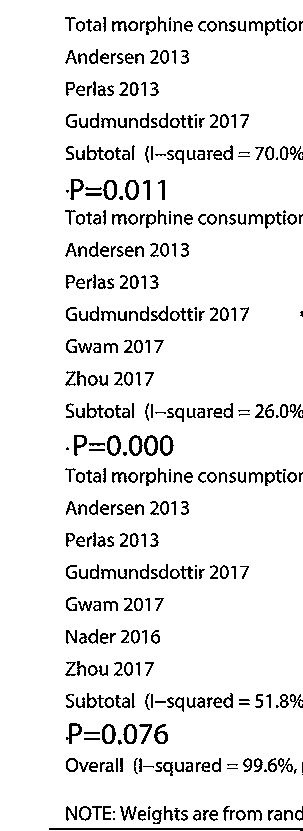 Total morphine consumption
Andersen 2013
Perlas 2013
Gudmundsdottir 2017
Subtotal (I−squared = 70.0%
·P=0.011
Total morphine consumption
Andersen 2013
Perlas 2013
Gudmundsdottir 2017
Gwam 2017
Zhou 2017
Subtotal (I−squared = 26.0%
·P=0.000
Total morphine consumption
Andersen 2013
Perlas 2013
Gudmundsdottir 2017
Gwam 2017
Nader 2016
Zhou 2017
Subtotal (I−squared = 51.8%
·P=0.076
Overall (I−squared = 99.6%,
NOTE: Weights are from rand